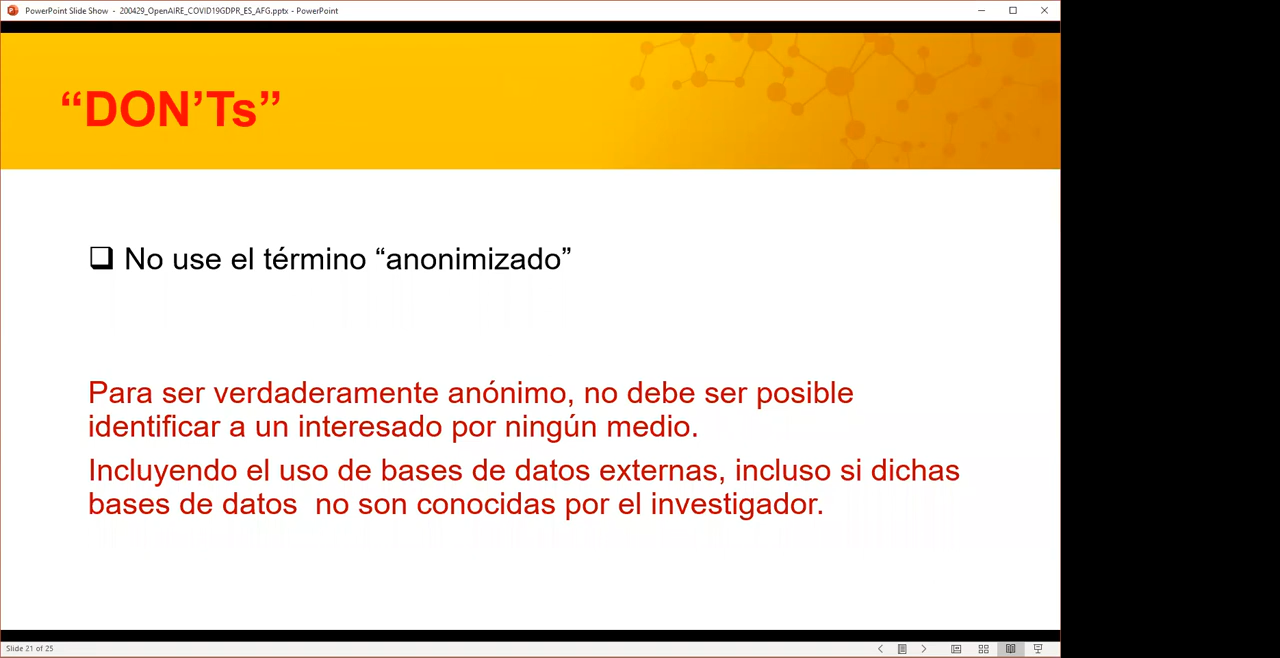 PowerPoint Slide Show - 200429_OpenAIRE_COVID19GDPR_ES_AFG.pptx - PowerPoint
“DON’Ts”
No use el término “anonimizado”
Para ser verdaderamente anónimo, no debe ser posible
identificar a un interesado por ningún medio.
Incluyendo el uso de bases de datos externas, incluso si dichas
bases de datos  no son conocidas por el investigador.
Slide 21 of 25